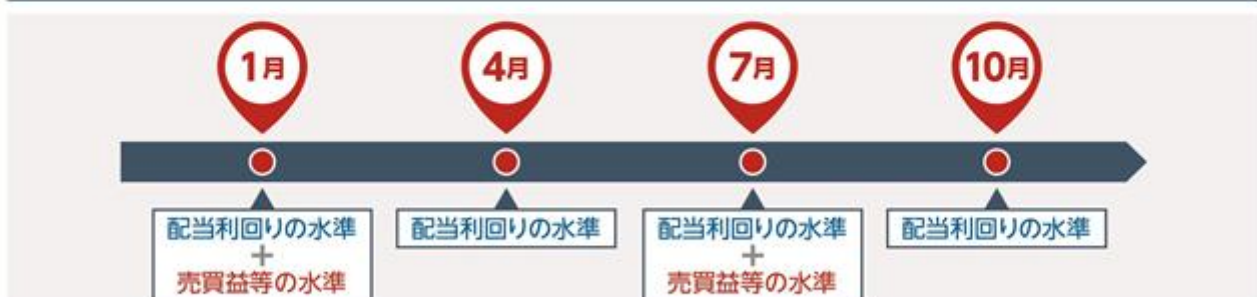 1月
4月
7月
10月
配当利回りの水準
+
売買益等の水準
配当利回りの水準
配当利回りの水準
+
売買益等の水準
配当利回りの水準